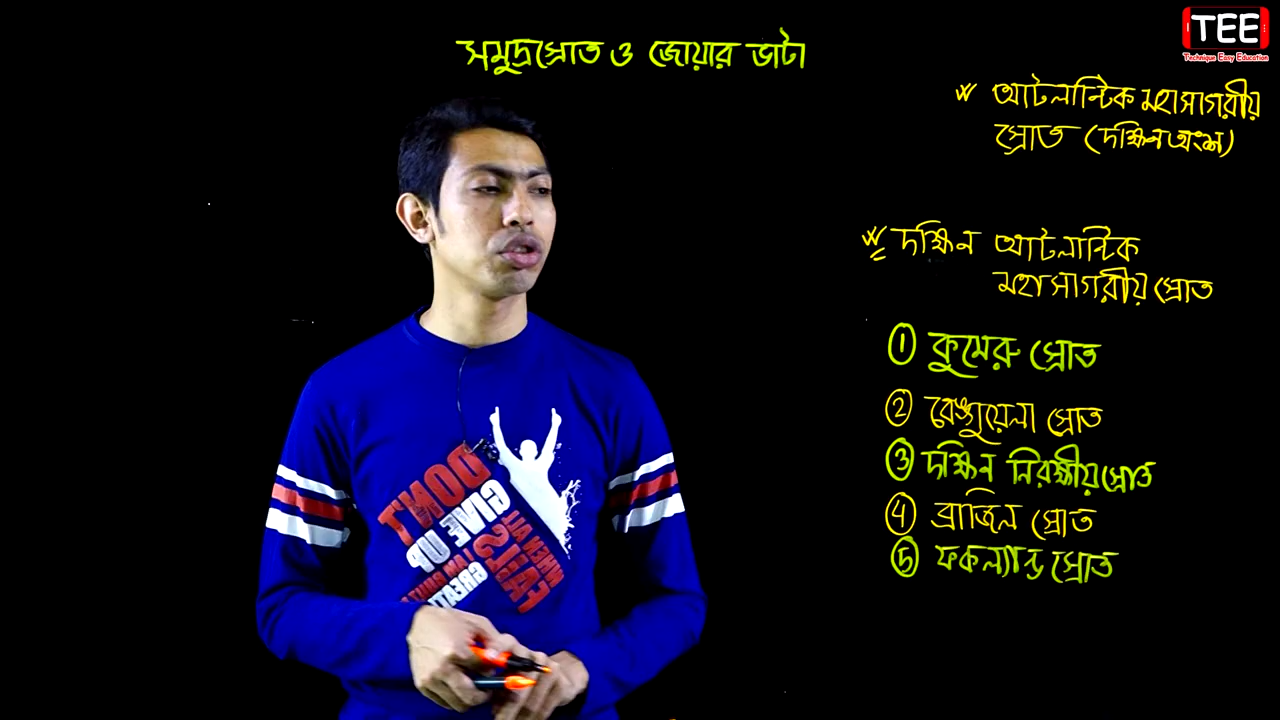 সমুদ্রস্রোত ও জোয়ার ভাটা
TEE
Technique Easy Education
আটলান্টিক মহাসাগরীয়
স্রোত (দক্ষিন অংশ)
দক্ষিন আটলান্টিক
মহাসাগরীয় স্রোত
① কুমেরু স্রোত
② বেঙ্গুয়েলা স্রোত
③ দক্ষিন নিরক্ষীয় স্রোত
④ ব্রাজিল স্রোত
⑤ ফকল্যান্ড স্রোত
DON'T
GIVE UP